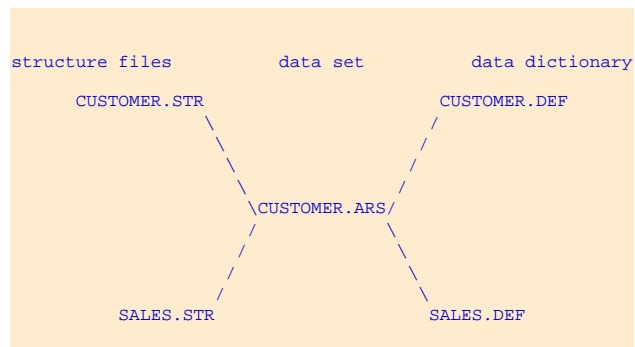 structure files data set data dictionary
CUSTOMER.STR CUSTOMER.DEF
\ /
\ /
\ /
\ /
\CUSTOMER.ARS/
/ \
/ \
/ \
/ \
SALES.STR SALES.DEF